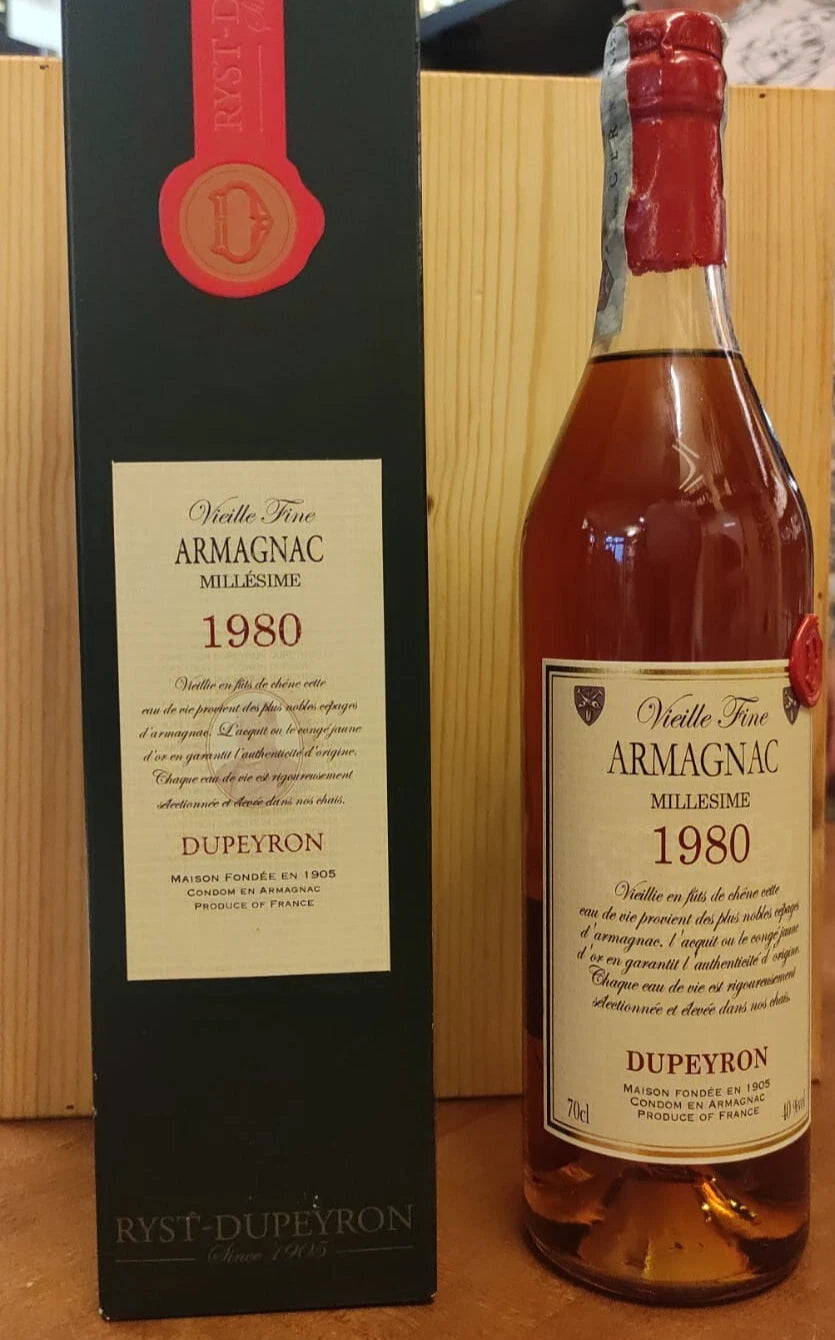 RYST-D
D
Vieille Fine
ARMAGNAC
MILLÉSIME
1980
Vieillie en fûts de chêne cette
eau de vie provient des plus nobles cépages
d'armagnac. L'acquit ou le congé jaune
d'or en garantit l'authenticité d'origine.
Chaque eau de vie est rigoureusement
sélectionnée et élevée dans nos chais.
DUPEYRON
MAISON FONDÉE EN 1905
CONDOM EN ARMAGNAC
PRODUCE OF FRANCE
RYST-DUPEYRON
Since 1905
Vieille Fine
ARMAGNAC
MILLESIME
1980
Vieillie en fûts de chêne cette
eau de vie provient des plus nobles cépages
d'armagnac. l'acquit ou le congé jaune
d'or en garantit l'authenticité d'origine.
Chaque eau de vie est rigoureusement
sélectionnée et élevée dans nos chais.
DUPEYRON
MAISON FONDÉE EN 1905
CONDOM EN ARMAGNAC
PRODUCE OF FRANCE
70cl
40 %vol